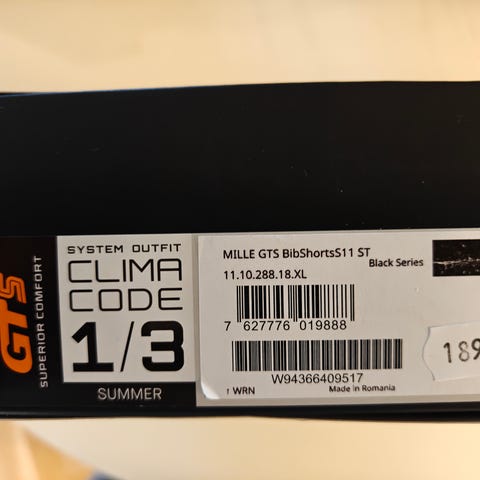 GTS
SUPERIOR COMFORT
SYSTEM OUTFIT
CLIMA
CODE
1/3
SUMMER
MILLE GTS BibShortsS11 ST
Black Series
11.10.288.18.XL
7 627776 019888
W94366409517
WRN
Made in Romania
189